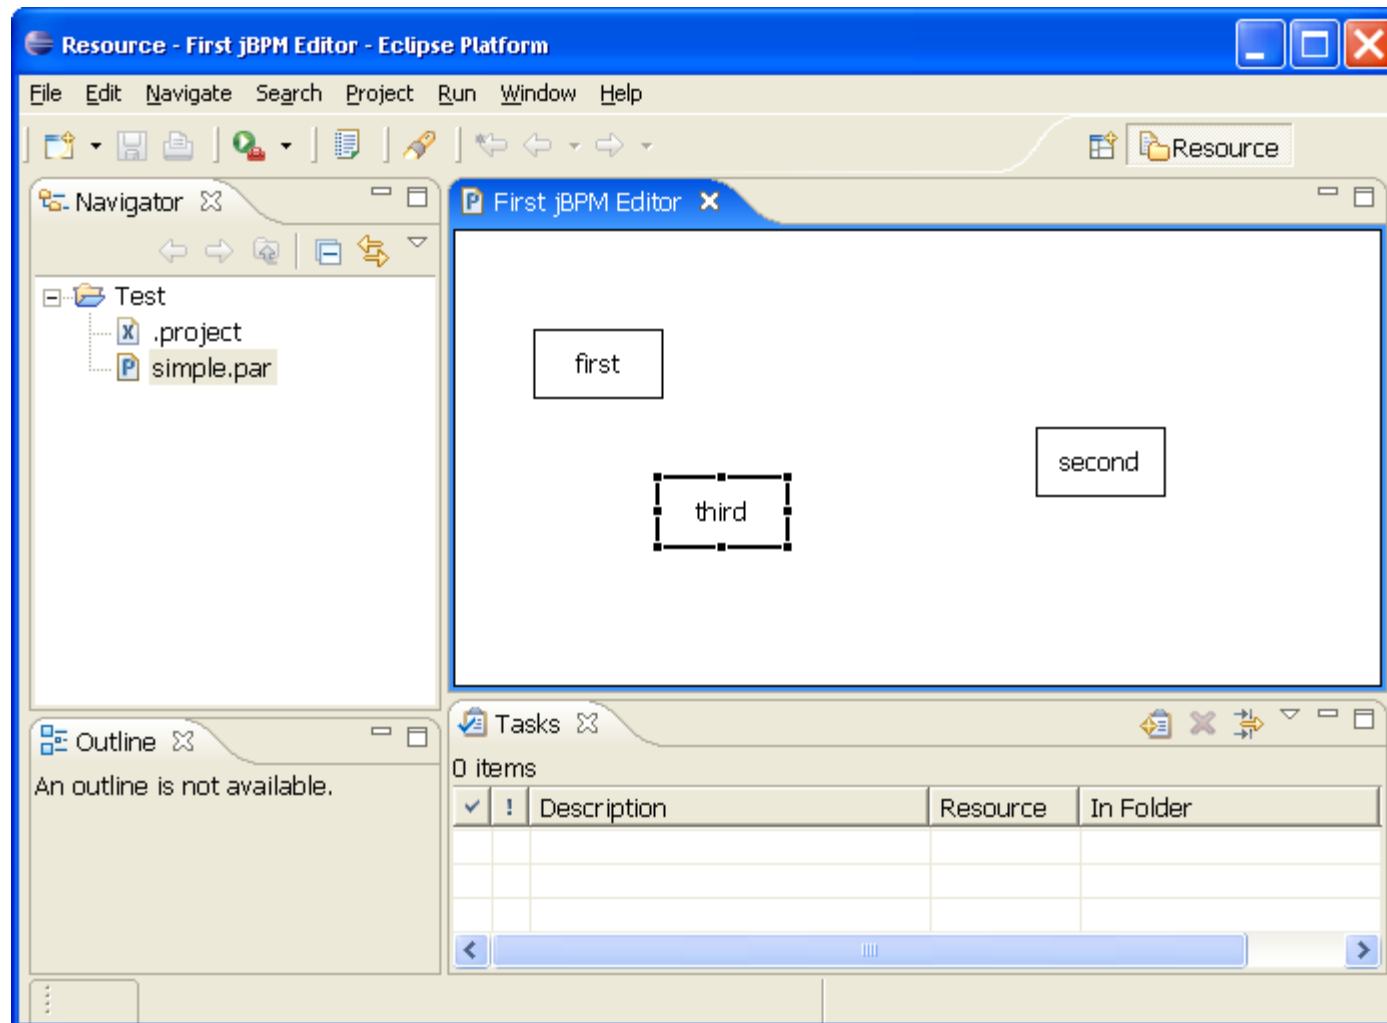 Resource - First jBPM Editor - Eclipse Platform
File Edit Navigate Search Project Run Window Help
Resource
Navigator
First jBPM Editor
Test
.project
simple.par
first
second
third
Outline
An outline is not available.
Tasks
0 items
! Description Resource In Folder